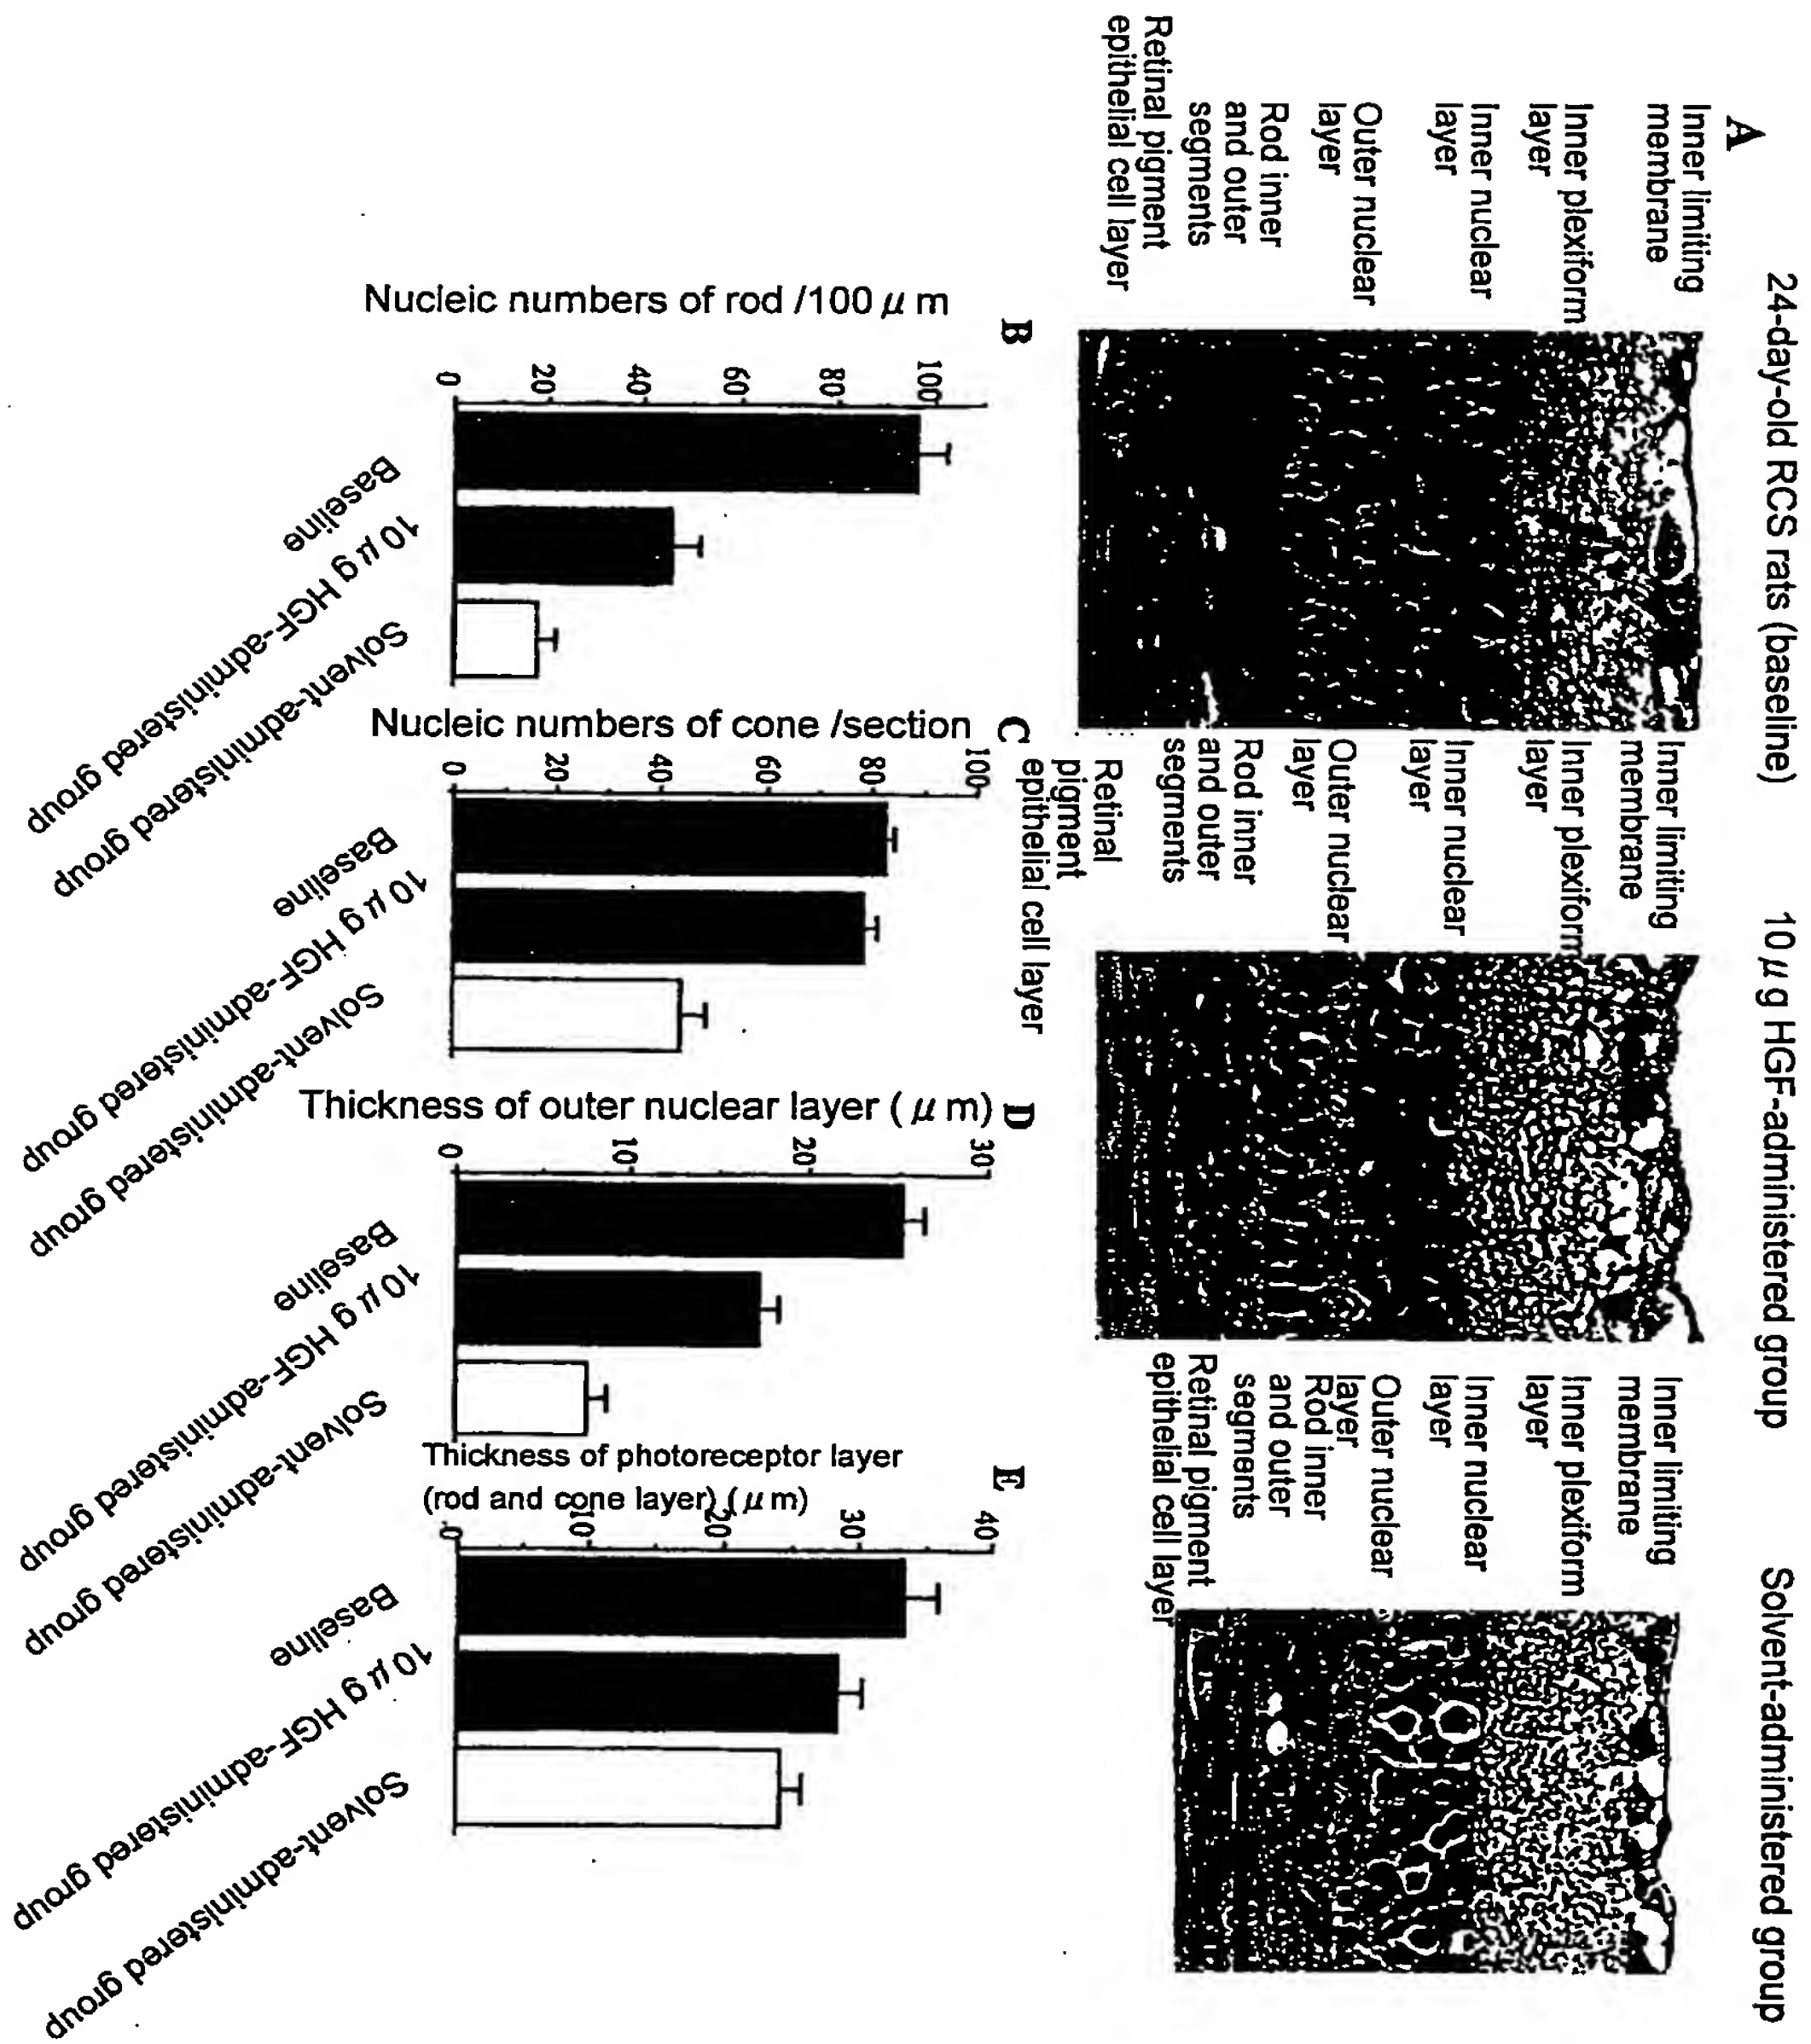 A
24-day-old RCS rats (baseline)
Inner limiting
membrane
Inner plexiform
layer
Inner nuclear
layer
Outer nuclear
layer
Rod inner
and outer
segments
Retinal pigment
epithelial cell layer
10 μ g HGF-administered group
Inner limiting
membrane
Inner plexiform
layer
Inner nuclear
layer
Outer nuclear
layer
Rod inner
and outer
segments
Retinal
pigment
epithelial cell layer
Solvent-administered group
Inner limiting
membrane
Inner plexiform
layer
Inner nuclear
layer
Outer nuclear
layer
Rod inner
and outer
segments
Retinal pigment
epithelial cell layer
B
Nucleic numbers of rod /100 μ m
100
80
60
40
20
0
Baseline
10 μ g HGF-administered group
Solvent-administered group
C
Nucleic numbers of cone /section
100
80
60
40
20
0
Baseline
10 μ g HGF-administered group
Solvent-administered group
D
Thickness of outer nuclear layer ( μ m)
30
20
10
0
Baseline
10 μ g HGF-administered group
Solvent-administered group
E
Thickness of photoreceptor layer
(rod and cone layer) ( μ m)
40
30
20
10
0
Baseline
10 μ g HGF-administered group
Solvent-administered group